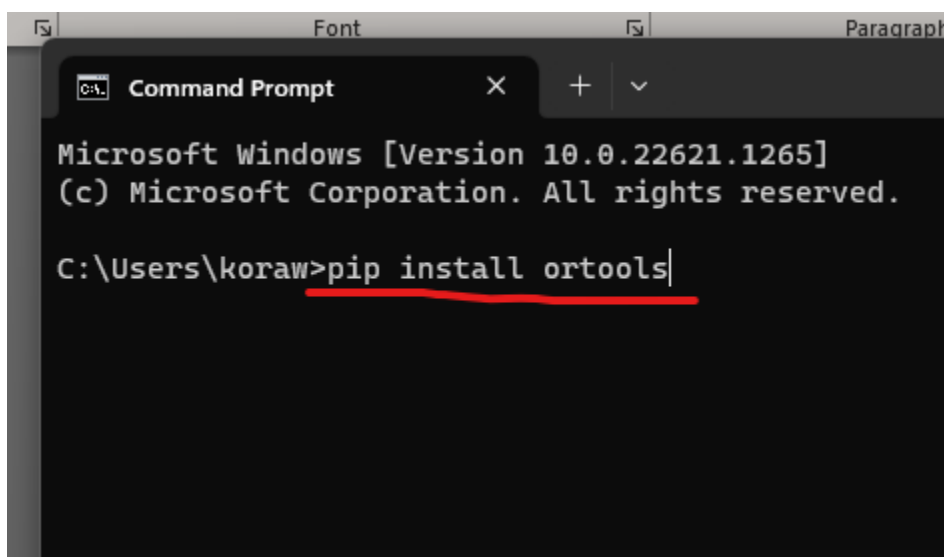 Font Paragraph
Command Prompt
Microsoft Windows [Version 10.0.22621.1265]
(c) Microsoft Corporation. All rights reserved.
C:\Users\koraw>pip install ortools